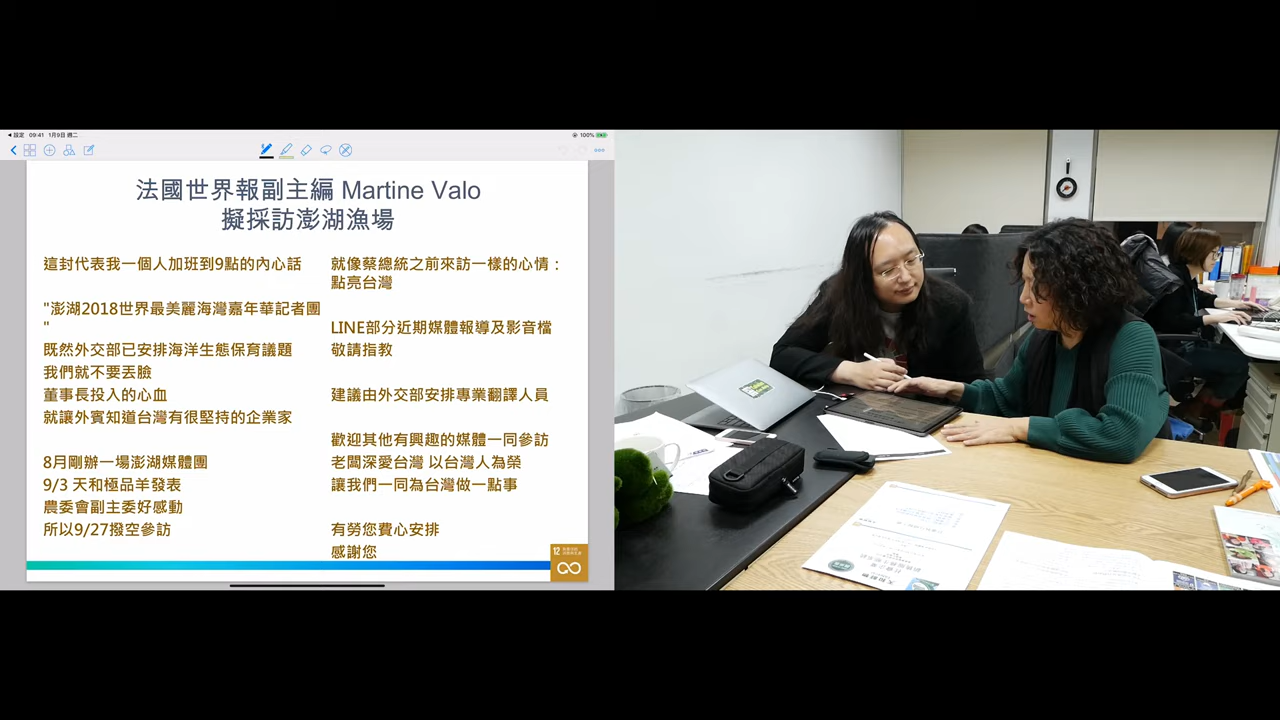 設定 09:41 1月9日 週二
100%
法國世界報副主編 Martine Valo
擬採訪澎湖漁場
這封代表我一個人加班到9點的內心話
"澎湖2018世界最美麗海灣嘉年華記者團
"
既然外交部已安排海洋生態保育議題
我們就不要丟臉
董事長投入的心血
就讓外賓知道台灣有很堅持的企業家
8月剛辦一場澎湖媒體團
9/3 天和極品羊發表
農委會副主委好感動
所以9/27撥空參訪
就像蔡總統之前來訪一樣的心情：
點亮台灣
LINE部分近期媒體報導及影音檔
敬請指教
建議由外交部安排專業翻譯人員
歡迎其他有興趣的媒體一同參訪
老闆深愛台灣 以台灣人為榮
讓我們一同為台灣做一點事
有勞您費心安排
感謝您
12